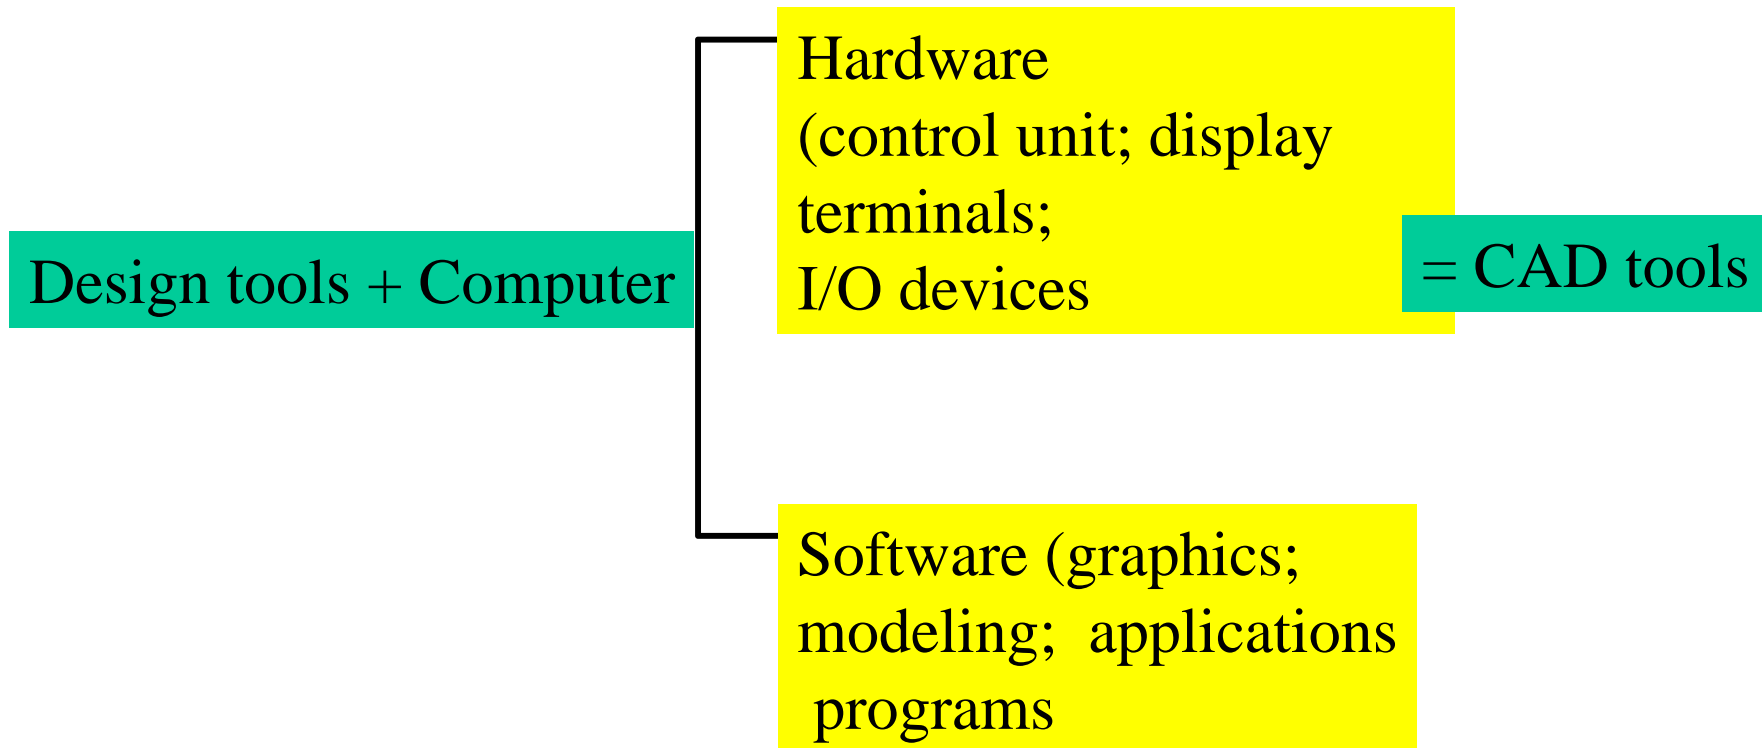 Design tools + Computer
Hardware
(control unit; display
terminals;
I/O devices
= CAD tools
Software (graphics;
modeling;  applications
programs